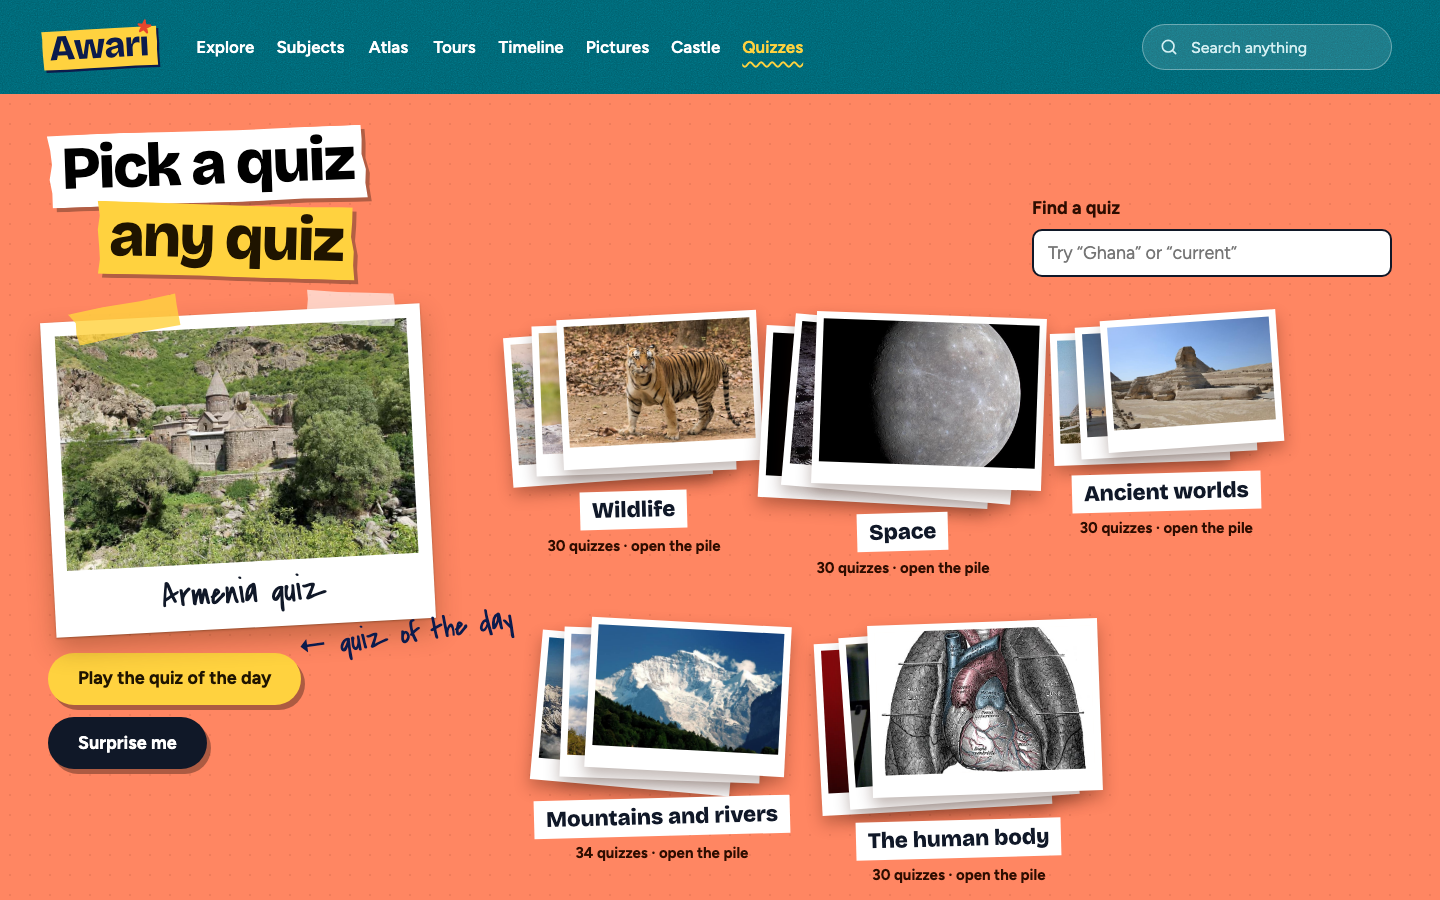 Awari
Explore Subjects Atlas Tours Timeline Pictures Castle Quizzes
Search anything
Pick a quiz
any quiz
Find a quiz
Try “Ghana” or “current”
Armenia quiz
← quiz of the day
Play the quiz of the day
Surprise me
Wildlife
30 quizzes · open the pile
Space
30 quizzes · open the pile
Ancient worlds
30 quizzes · open the pile
Mountains and rivers
34 quizzes · open the pile
The human body
30 quizzes · open the pile